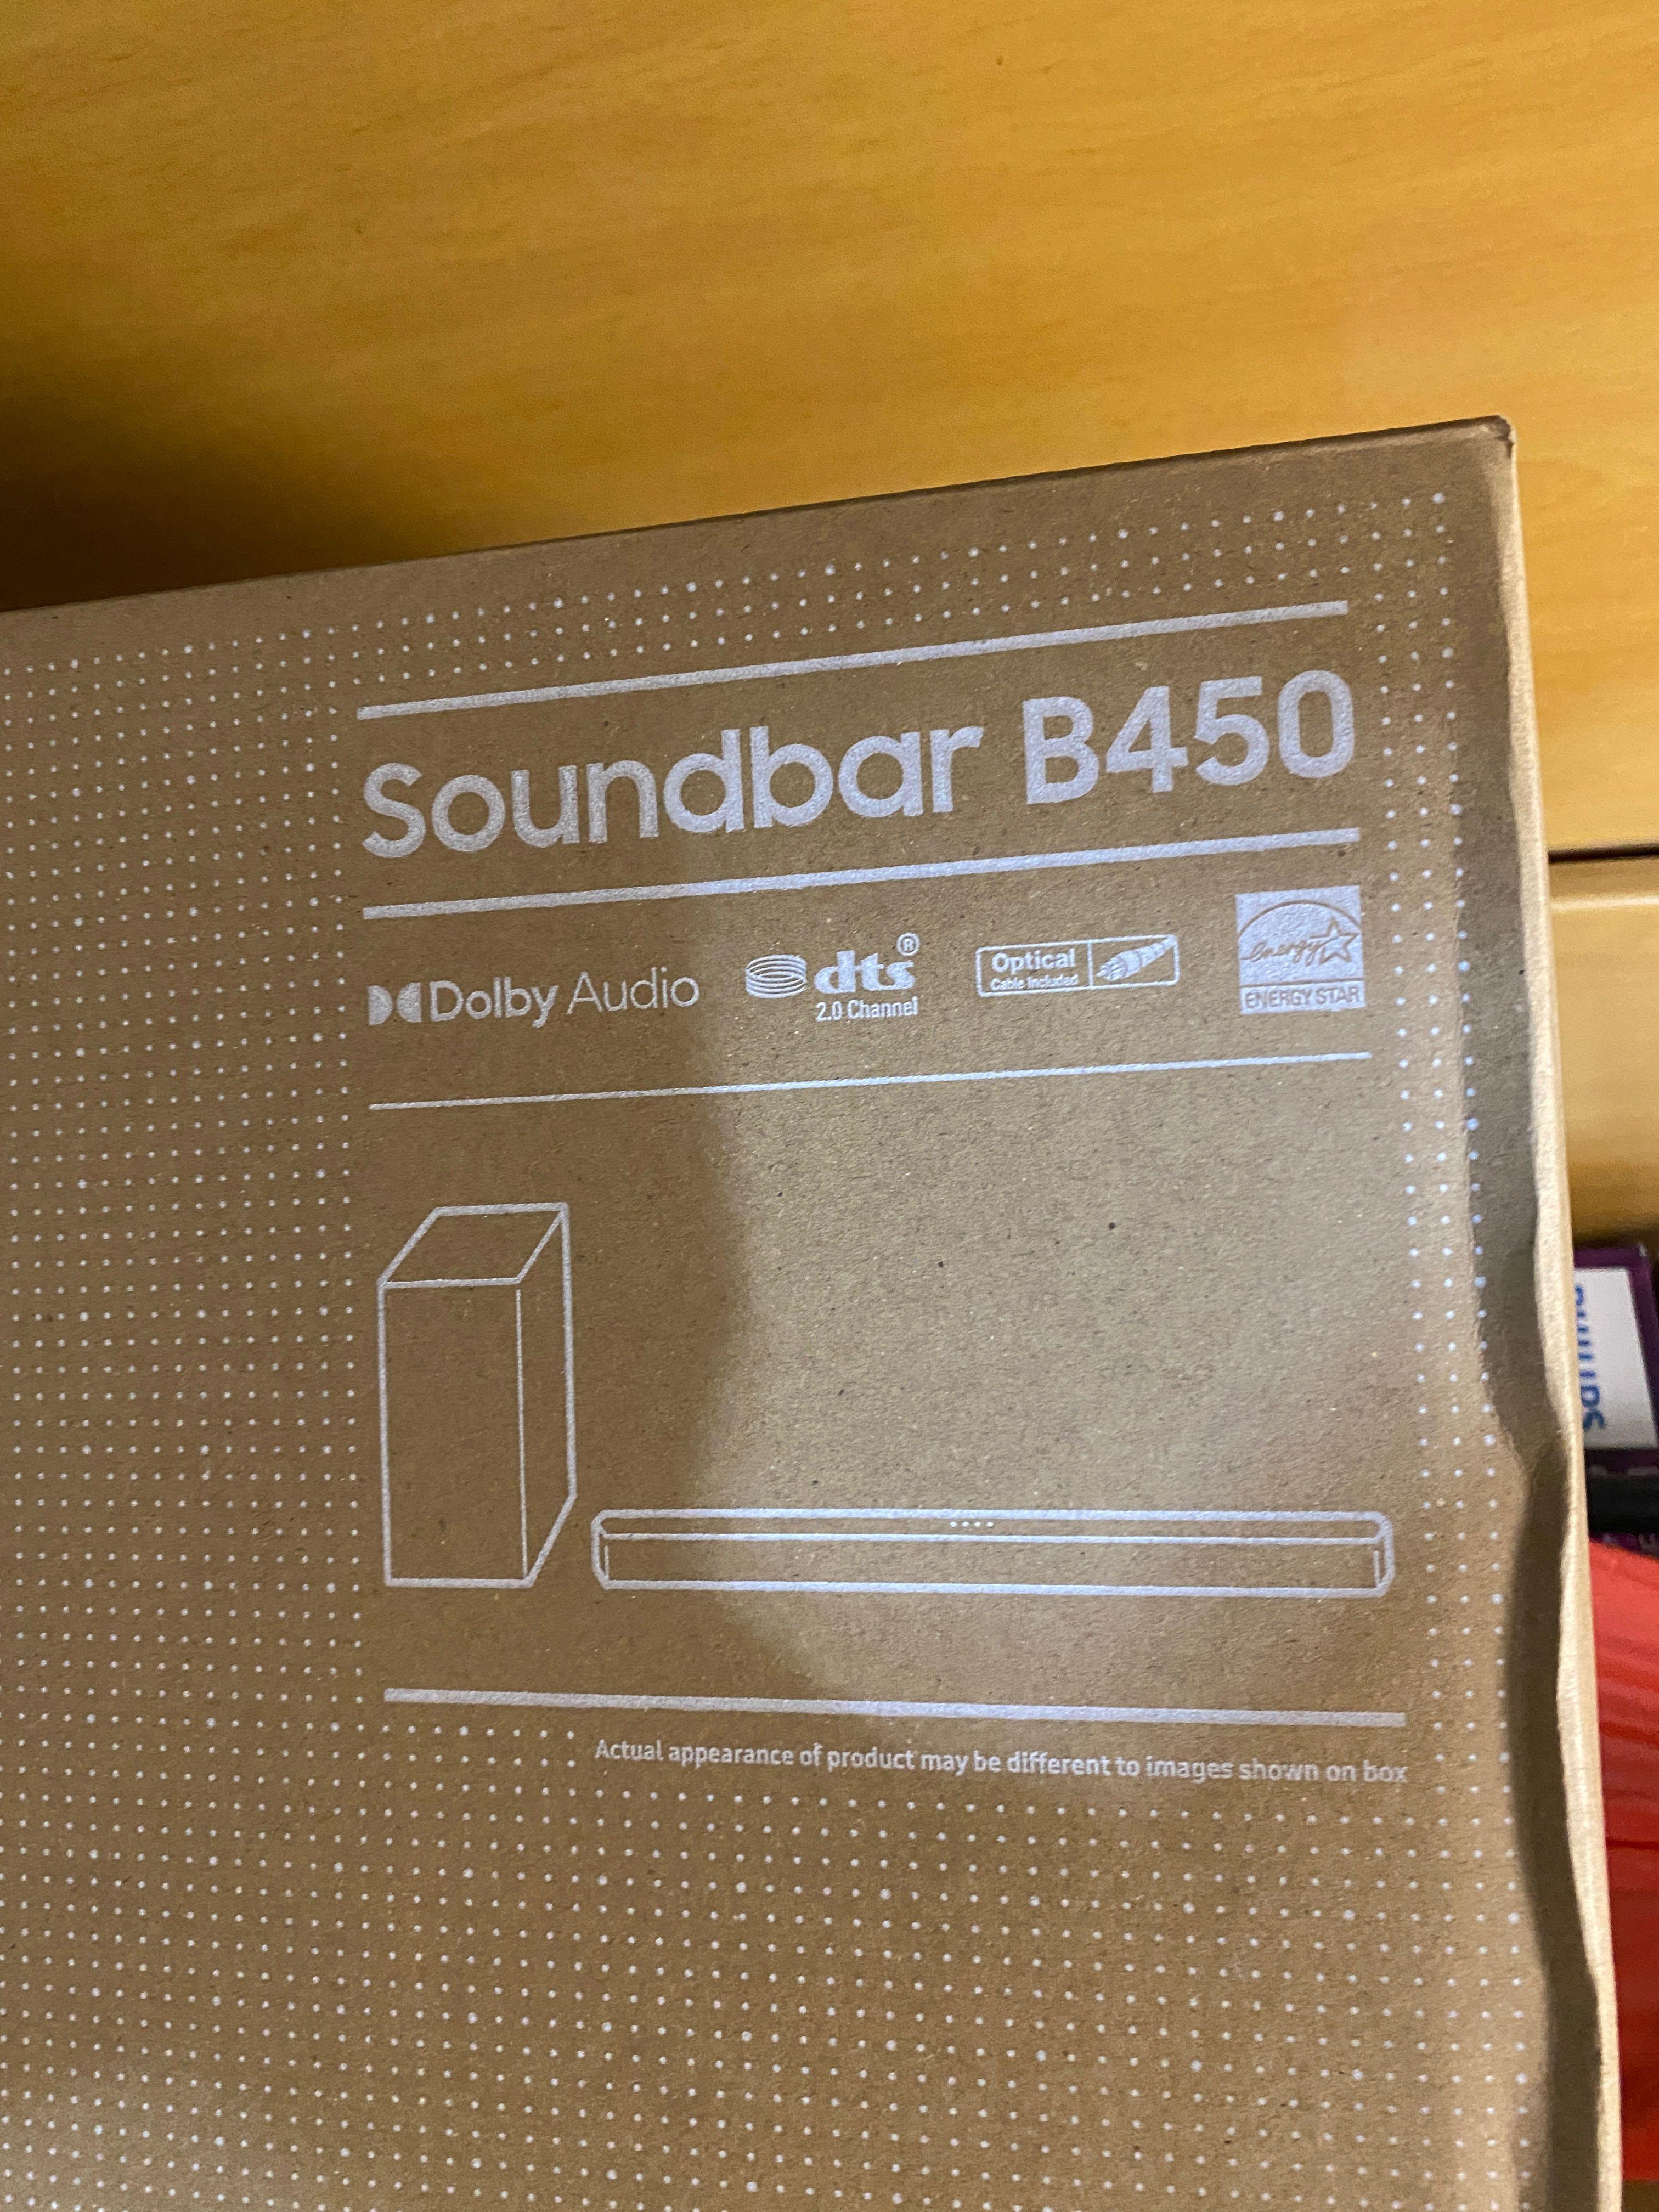 Soundbar B450
Dolby Audio
dts®
2.0 Channel
Optical
Cable Included
energy
ENERGY STAR
Actual appearance of product may be different to images shown on box